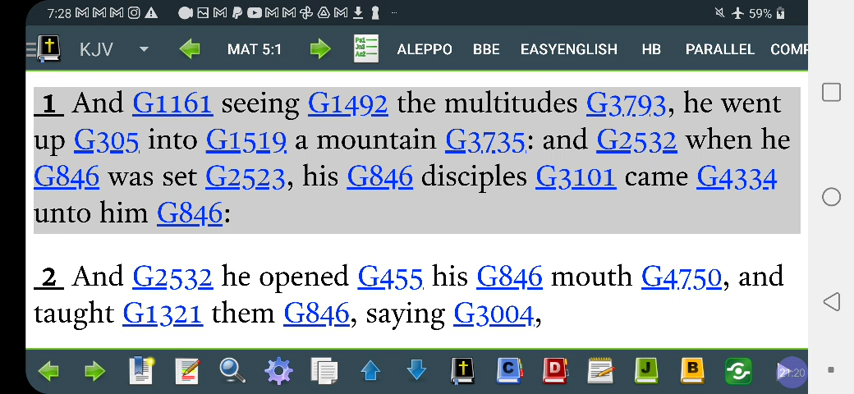 7:28 59%
KJV MAT 5:1 ALEPPO BBE EASYENGLISH HB PARALLEL COMP
1 And G1161 seeing G1492 the multitudes G3793, he went
up G305 into G1519 a mountain G3735: and G2532 when he
G846 was set G2523, his G846 disciples G3101 came G4334
unto him G846:
2 And G2532 he opened G455 his G846 mouth G4750, and
taught G1321 them G846, saying G3004,
C D J B 21:20